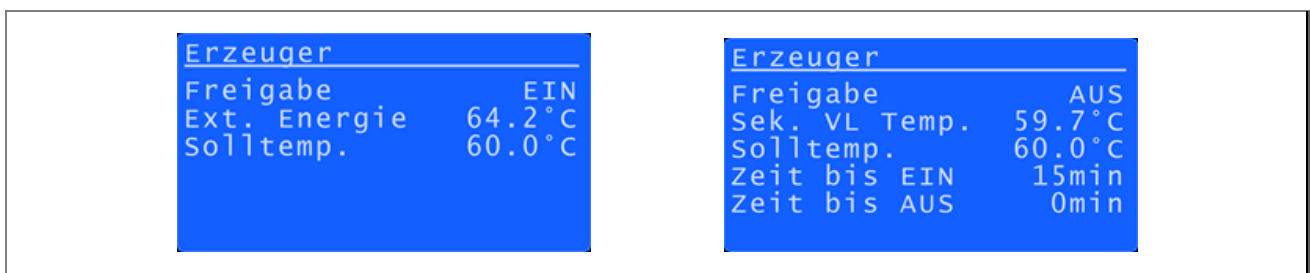 Erzeuger
Freigabe EIN
Ext. Energie 64.2°C
Solltemp. 60.0°C
Erzeuger
Freigabe AUS
Sek. VL Temp. 59.7°C
Solltemp. 60.0°C
Zeit bis EIN 15min
Zeit bis AUS 0min